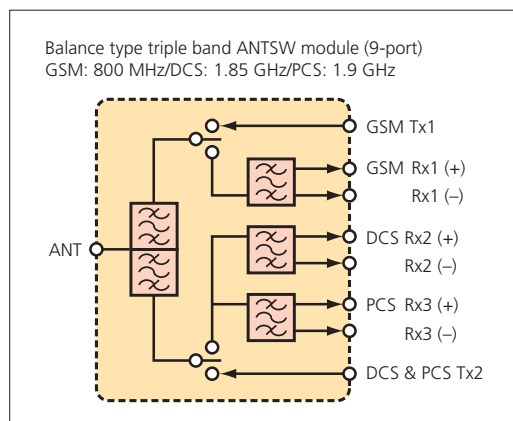 Balance type triple band ANTSW module (9-port)
GSM: 800 MHz/DCS: 1.85 GHz/PCS: 1.9 GHz
GSM Tx1
GSM Rx1 (+)
Rx1 (–)
ANT
DCS Rx2 (+)
Rx2 (–)
PCS Rx3 (+)
Rx3 (–)
DCS & PCS Tx2